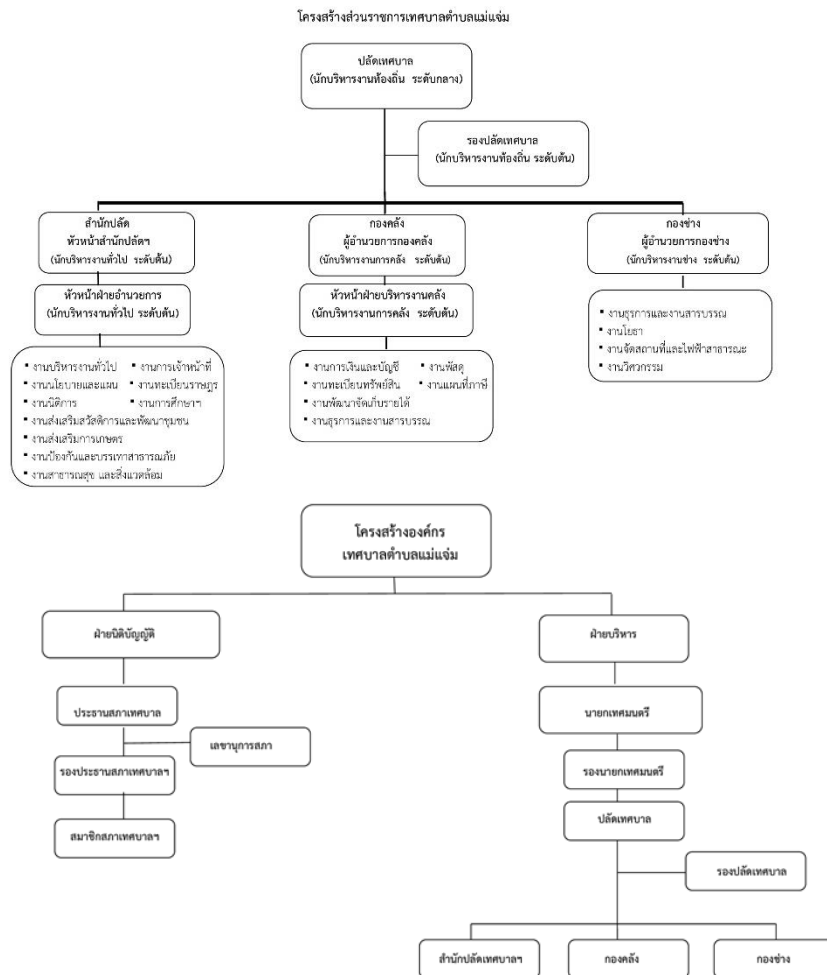 โครงสร้างส่วนราชการเทศบาลตำบลแม่แจ่ม
ปลัดเทศบาล
(นักบริหารงานท้องถิ่น ระดับกลาง)
รองปลัดเทศบาล
(นักบริหารงานท้องถิ่น ระดับต้น)
สำนักปลัด
หัวหน้าสำนักปลัดฯ
(นักบริหารงานทั่วไป ระดับต้น)
หัวหน้าฝ่ายอำนวยการ
(นักบริหารงานทั่วไป ระดับต้น)
▪ งานบริหารงานทั่วไป ▪ งานการเจ้าหน้าที่
▪ งานนโยบายและแผน ▪ งานทะเบียนราษฎร
▪ งานนิติการ ▪ งานการศึกษาฯ
▪ งานส่งเสริมสวัสดิการและพัฒนาชุมชน
▪ งานส่งเสริมการเกษตร
▪ งานป้องกันและบรรเทาสาธารณภัย
▪ งานสาธารณสุข และสิ่งแวดล้อม
กองคลัง
ผู้อำนวยการกองคลัง
(นักบริหารงานการคลัง ระดับต้น)
หัวหน้าฝ่ายบริหารงานคลัง
(นักบริหารงานการคลัง ระดับต้น)
▪ งานการเงินและบัญชี ▪ งานพัสดุ
▪ งานทะเบียนทรัพย์สิน ▪ งานแผนที่ภาษี
▪ งานพัฒนาจัดเก็บรายได้
▪ งานธุรการและงานสารบรรณ
กองช่าง
ผู้อำนวยการกองช่าง
(นักบริหารงานช่าง ระดับต้น)
▪ งานธุรการและงานสารบรรณ
▪ งานโยธา
▪ งานจัดสถานที่และไฟฟ้าสาธารณะ
▪ งานวิศวกรรม
โครงสร้างองค์กร
เทศบาลตำบลแม่แจ่ม
ฝ่ายนิติบัญญัติ
ประธานสภาเทศบาล
เลขานุการสภา
รองประธานสภาเทศบาลฯ
สมาชิกสภาเทศบาลฯ
ฝ่ายบริหาร
นายกเทศมนตรี
รองนายกเทศมนตรี
ปลัดเทศบาล
รองปลัดเทศบาล
สำนักปลัดเทศบาลฯ
กองคลัง
กองช่าง